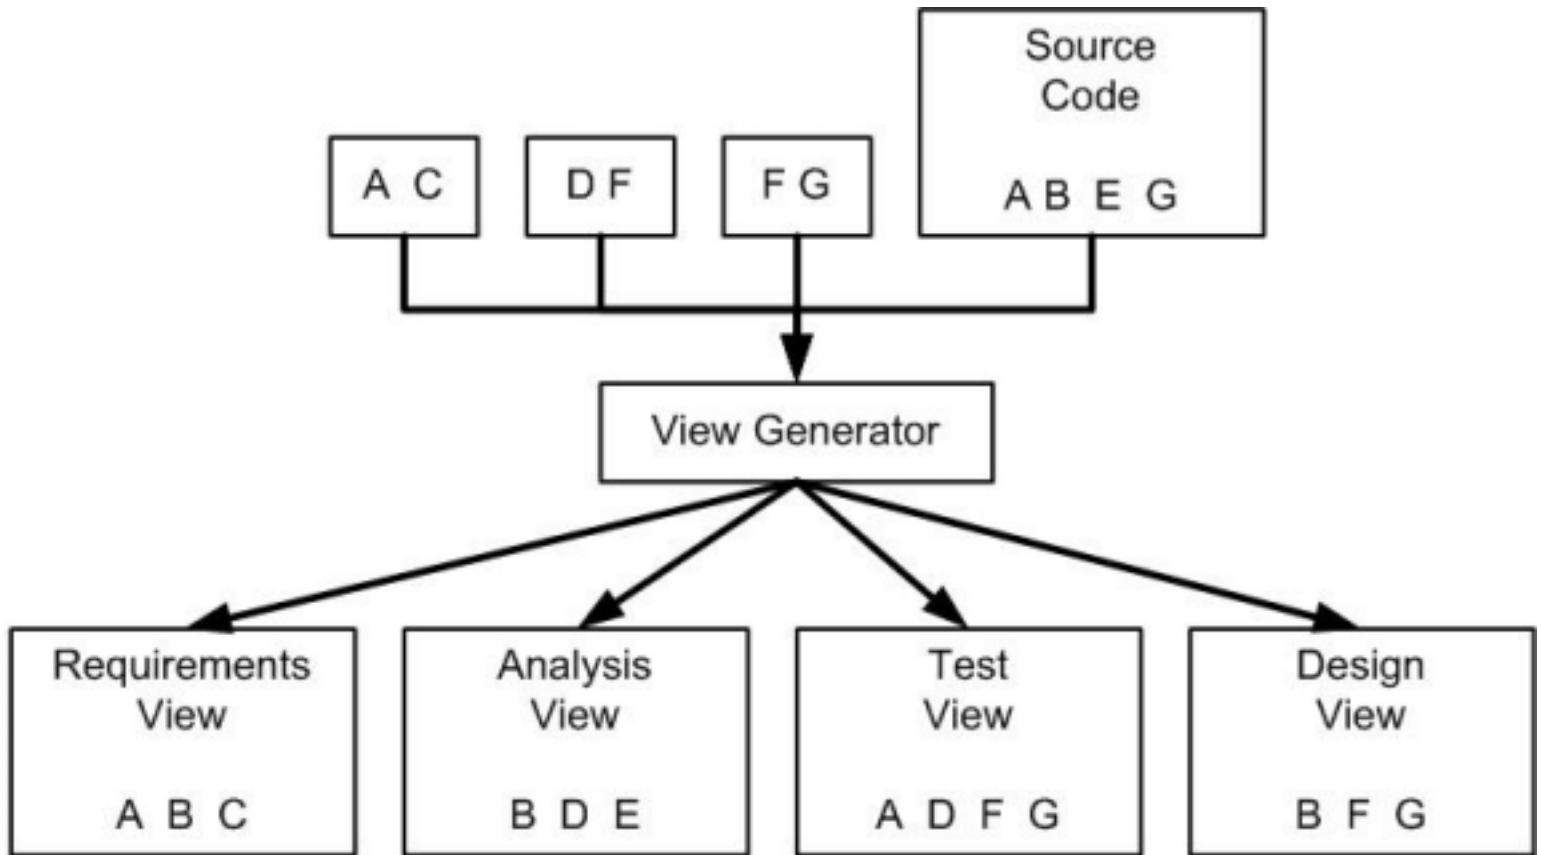 Source
Code
A C
D F
F G
A B E G
View Generator
Requirements
View
A B C
Analysis
View
B D E
Test
View
A D F G
Design
View
B F G